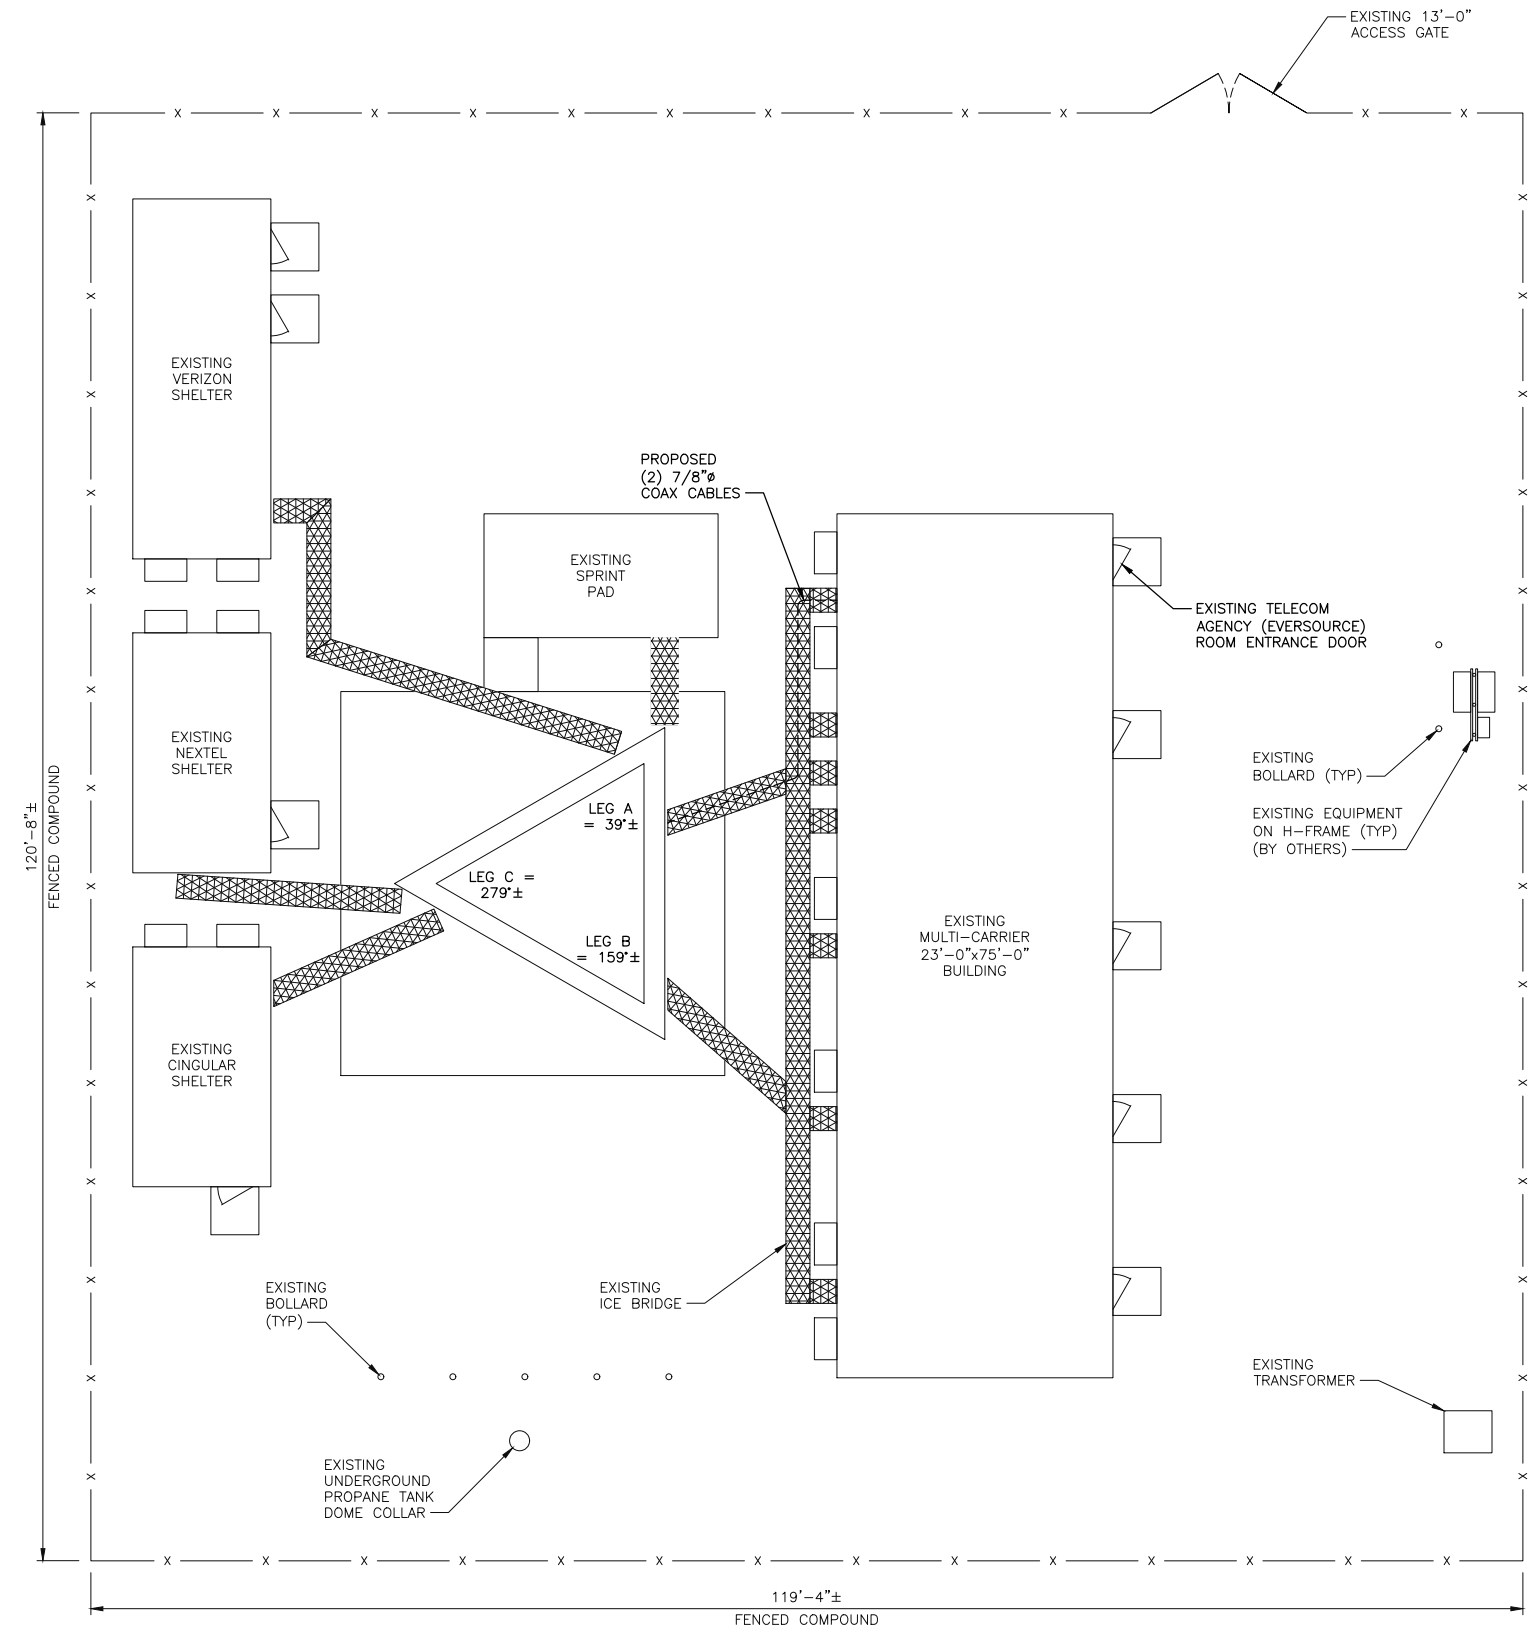 EXISTING 13'-0"
ACCESS GATE
EXISTING
VERIZON
SHELTER
PROPOSED
(2) 7/8"ø
COAX CABLES
EXISTING
SPRINT
PAD
EXISTING TELECOM
AGENCY (EVERSOURCE)
ROOM ENTRANCE DOOR
EXISTING
NEXTEL
SHELTER
EXISTING
BOLLARD (TYP)
EXISTING EQUIPMENT
ON H-FRAME (TYP)
(BY OTHERS)
120'-8"±
FENCED COMPOUND
LEG A
= 39°±
LEG C =
279°±
LEG B
= 159°±
EXISTING
MULTI-CARRIER
23'-0"x75'-0"
BUILDING
EXISTING
CINGULAR
SHELTER
EXISTING
BOLLARD
(TYP)
EXISTING
ICE BRIDGE
EXISTING
TRANSFORMER
EXISTING
UNDERGROUND
PROPANE TANK
DOME COLLAR
119'-4"±
FENCED COMPOUND